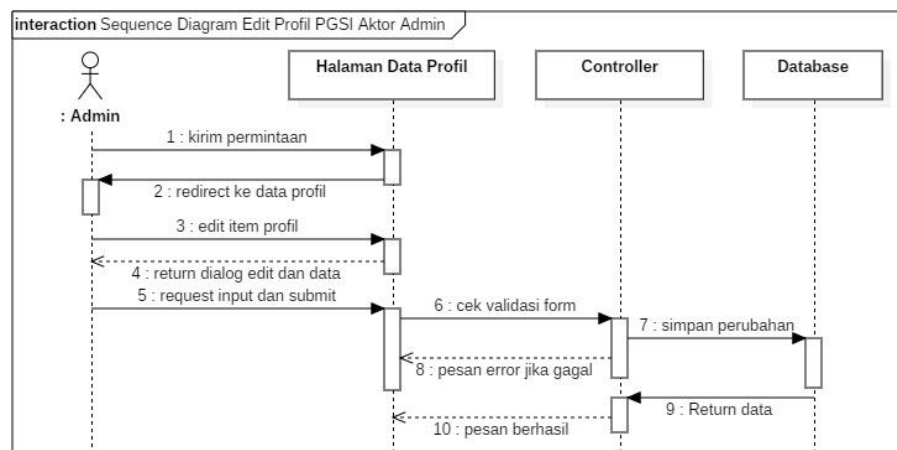 interaction Sequence Diagram Edit Profil PGSI Aktor Admin
Halaman Data Profil
Controller
Database
: Admin
1 : kirim permintaan
2 : redirect ke data profil
3 : edit item profil
4 : return dialog edit dan data
5 : request input dan submit
6 : cek validasi form
7 : simpan perubahan
8 : pesan error jika gagal
9 : Return data
10 : pesan berhasil